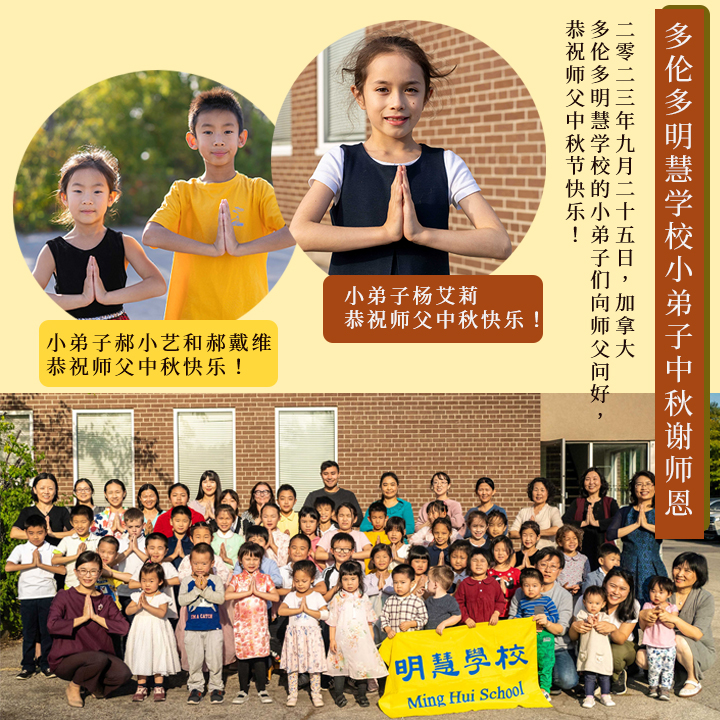 多伦多明慧学校小弟子中秋谢师恩
二零二三年九月二十五日，加拿大
多伦多明慧学校的小弟子们向师父问好，
恭祝师父中秋节快乐！
小弟子杨艾莉
恭祝师父中秋快乐！
小弟子郝小艺和郝戴维
恭祝师父中秋快乐！
明慧學校
Ming Hui School